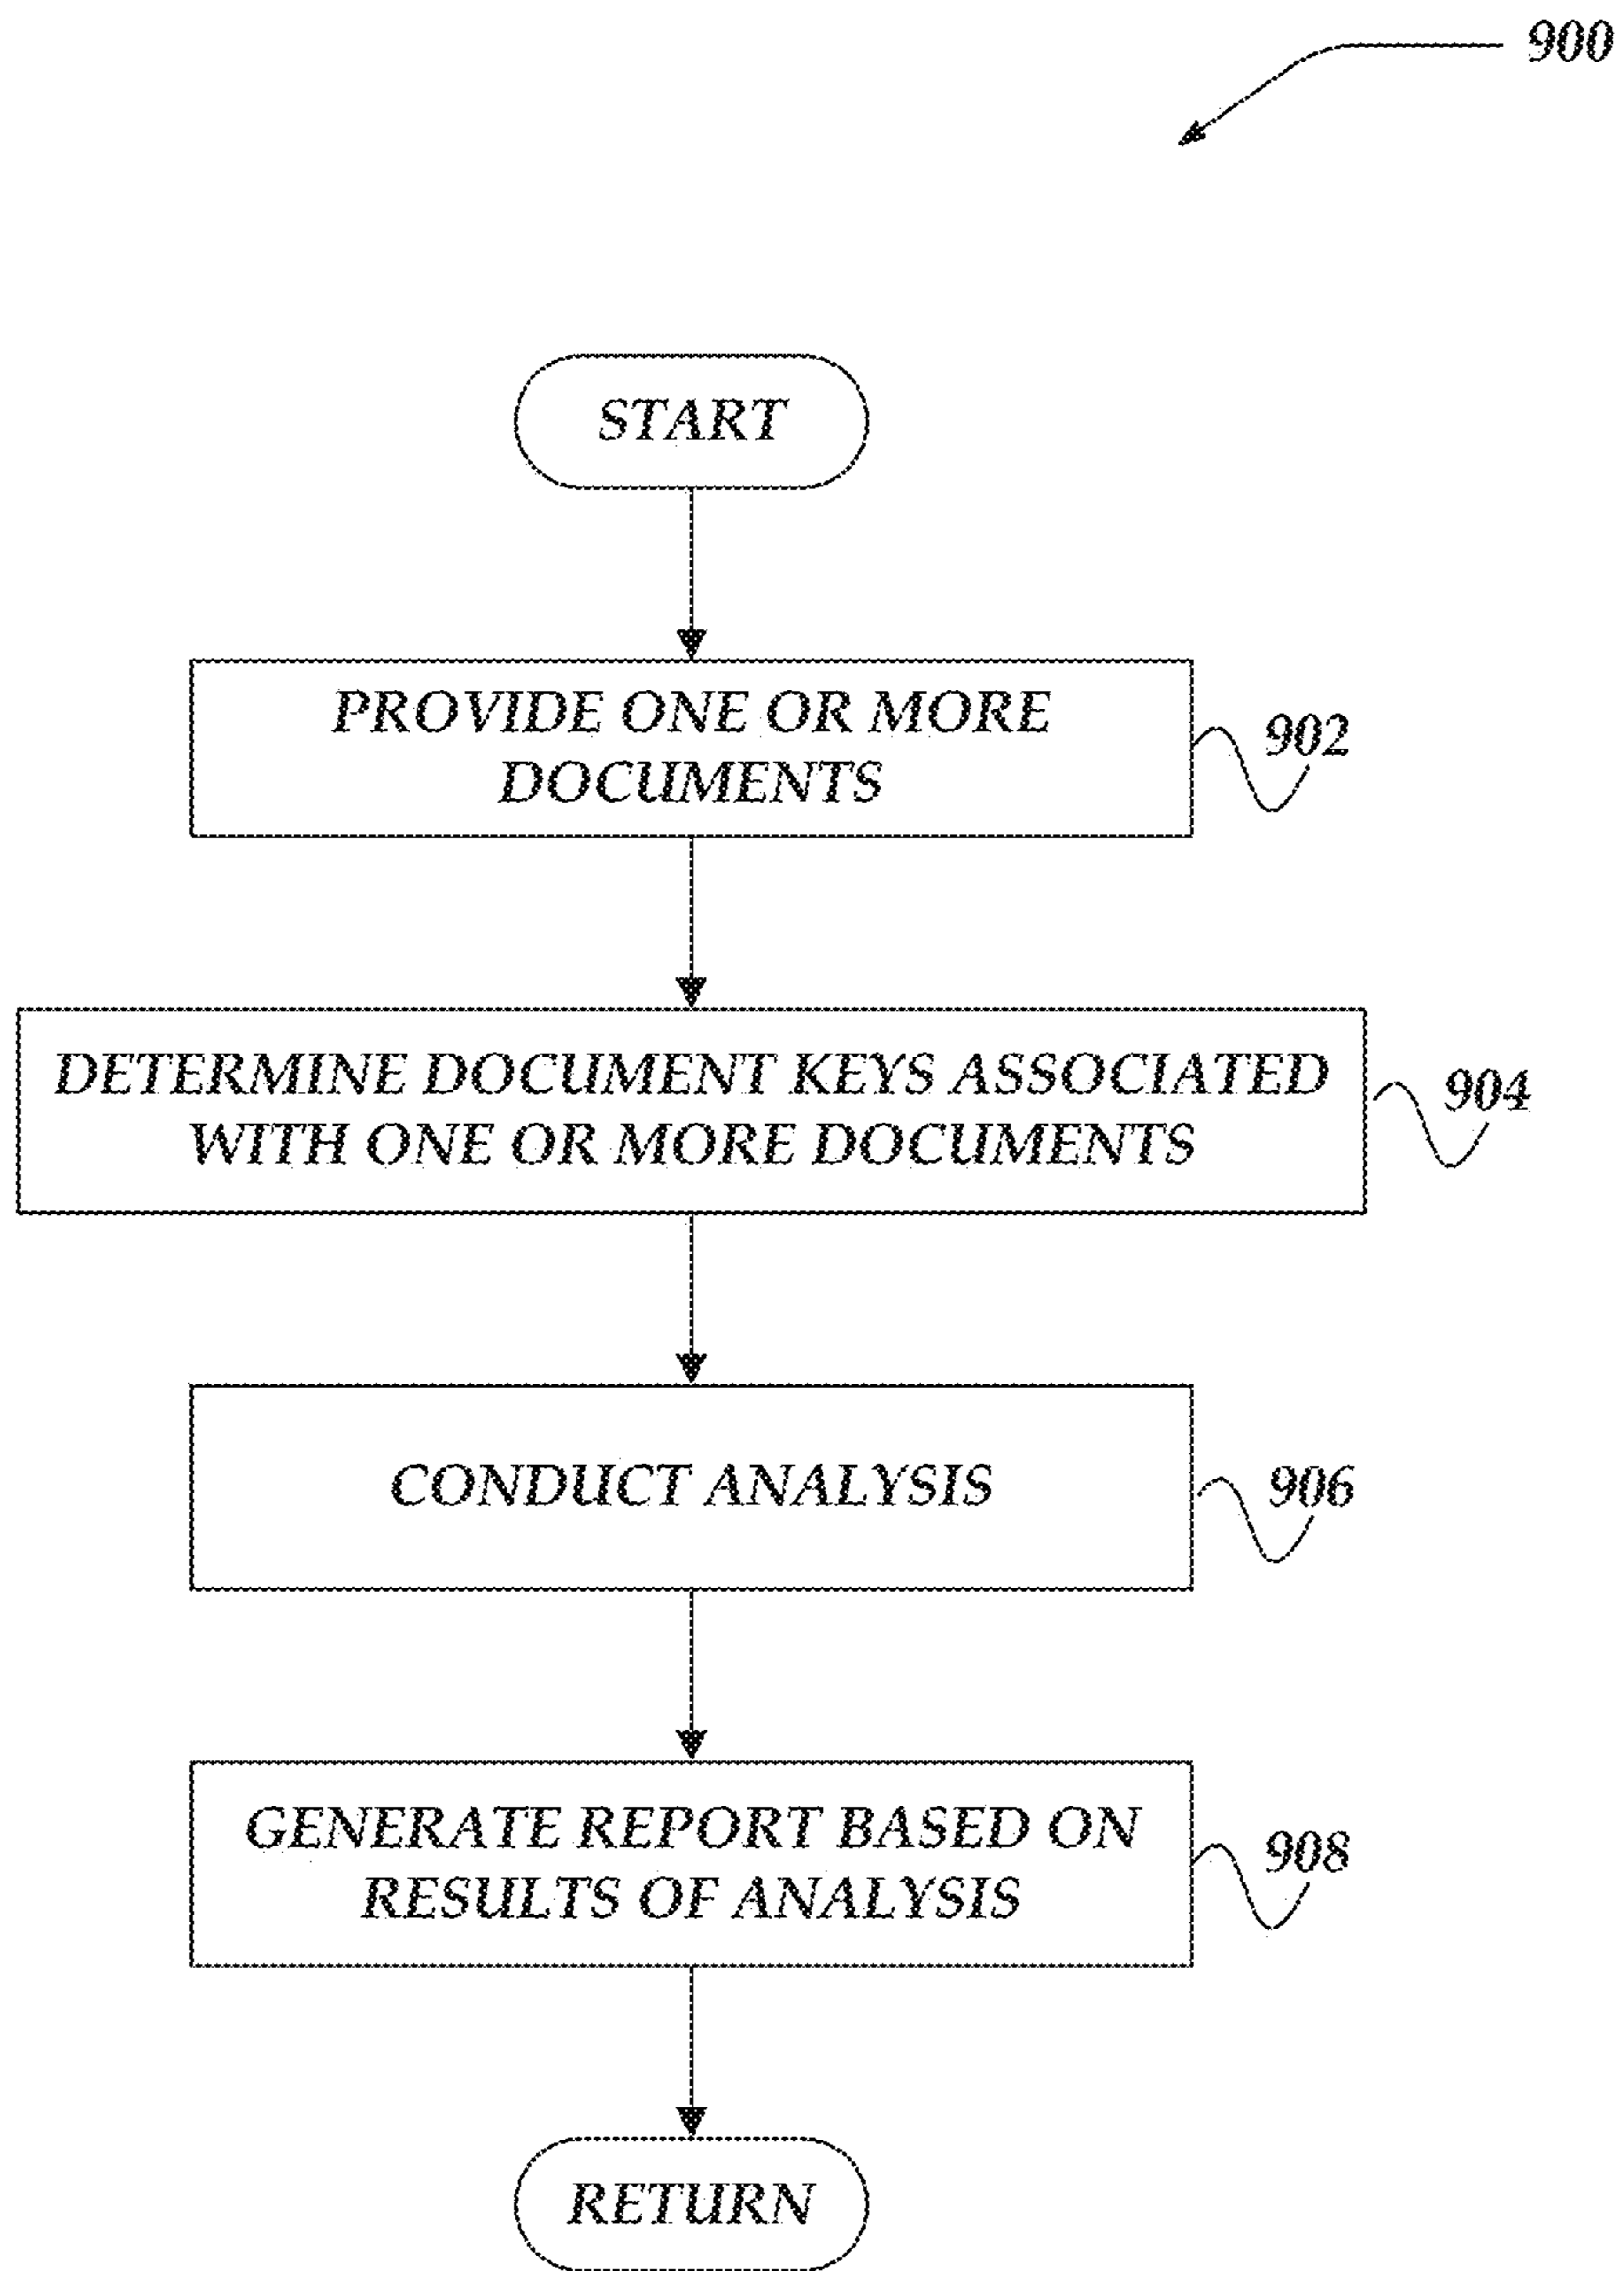 900
START
PROVIDE ONE OR MORE
DOCUMENTS
902
DETERMINE DOCUMENT KEYS ASSOCIATED
WITH ONE OR MORE DOCUMENTS
904
CONDUCT ANALYSIS
906
GENERATE REPORT BASED ON
RESULTS OF ANALYSIS
908
RETURN